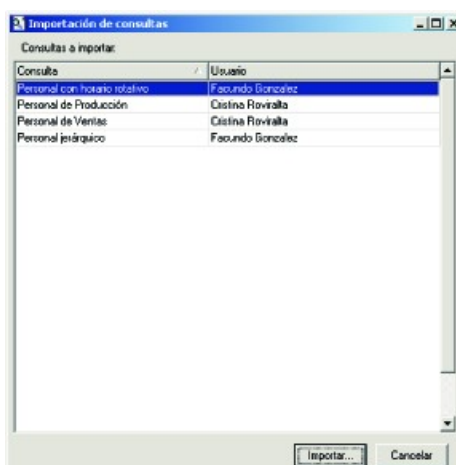 Importación de consultas
Consultas a importar:
Consulta Usuario
Personal con horario rotativo Facundo Gonzalez
Personal de Producción Cristina Roviralta
Personal de Ventas Cristina Roviralta
Personal jerárquico Facundo Gonzalez
Importar... Cancelar